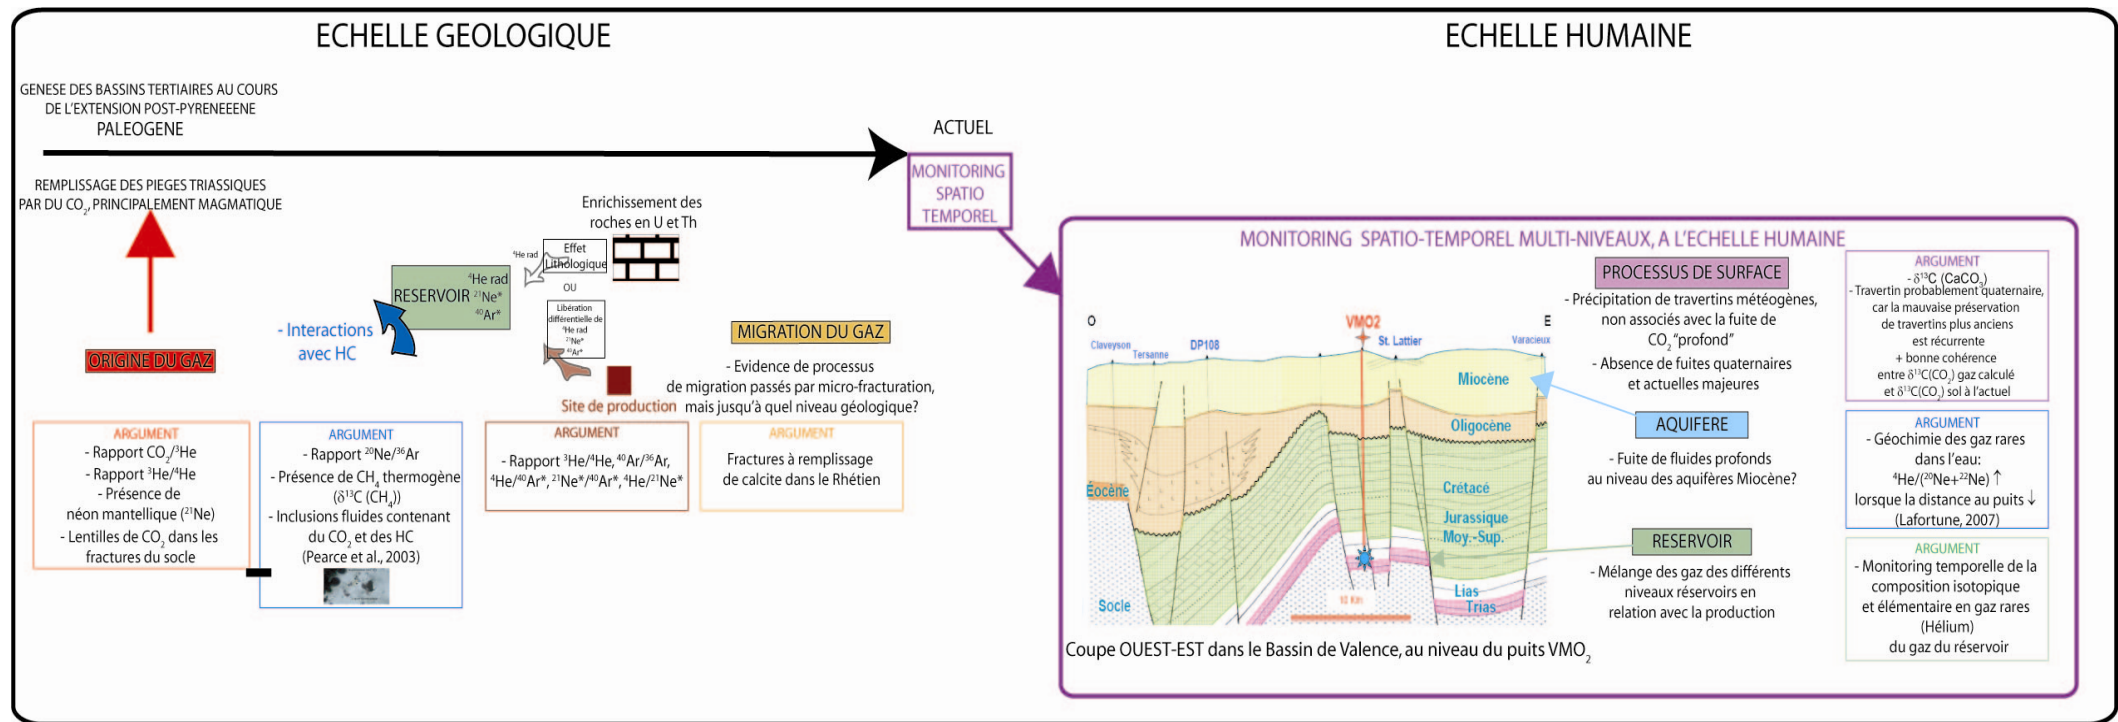 ECHELLE GEOLOGIQUE
ECHELLE HUMAINE
GENESE DES BASSINS TERTIAIRES AU COURS
DE L'EXTENSION POST-PYRENEEENE
PALEOGENE
ACTUEL
REMPLISSAGE DES PIEGES TRIASSIQUES
PAR DU CO₂, PRINCIPALEMENT MAGMATIQUE
MONITORING
SPATIO
TEMPOREL
ORIGINE DU GAZ
- Interactions
avec HC
RESERVOIR
⁴He rad
²¹Ne*
⁴⁰Ar*
Enrichissement des
roches en U et Th
⁴He rad
Effet
Lithologique
OU
Libération
différentielle de
⁴He rad
²¹Ne*
⁴⁰Ar*
Site de production
MIGRATION DU GAZ
- Evidence de processus
de migration passés par micro-fracturation,
mais jusqu'à quel niveau géologique?
ARGUMENT
- Rapport CO₂/³He
- Rapport ³He/⁴He
- Présence de
néon mantellique (²¹Ne)
- Lentilles de CO₂ dans les
fractures du socle
ARGUMENT
- Rapport ²⁰Ne/³⁶Ar
- Présence de CH₄ thermogène
(δ¹³C (CH₄))
- Inclusions fluides contenant
du CO₂ et des HC
(Pearce et al., 2003)
ARGUMENT
- Rapport ³He/⁴He, ⁴⁰Ar/³⁶Ar,
⁴He/⁴⁰Ar*, ²¹Ne*/⁴⁰Ar*, ⁴He/²¹Ne*
ARGUMENT
Fractures à remplissage
de calcite dans le Rhétien
MONITORING SPATIO-TEMPOREL MULTI-NIVEAUX, A L'ECHELLE HUMAINE
O
E
Claveyson
Tersanne
DP108
VMO2
St. Lattier
Varacieux
Miocène
Oligocène
Eocène
Crétacé
Jurassique
Moy.-Sup.
Lias
Trias
Socle
10 Km
Coupe OUEST-EST dans le Bassin de Valence, au niveau du puits VMO₂
PROCESSUS DE SURFACE
- Précipitation de travertins météogènes,
non associés avec la fuite de
CO₂ "profond"
- Absence de fuites quaternaires
et actuelles majeures
AQUIFERE
- Fuite de fluides profonds
au niveau des aquifères Miocène?
RESERVOIR
- Mélange des gaz des différents
niveaux réservoirs en
relation avec la production
ARGUMENT
- δ¹³C (CaCO₃)
- Travertin probablement quaternaire,
car la mauvaise préservation
de travertins plus anciens
est récurrente
+ bonne cohérence
entre δ¹³C(CO₂) gaz calculé
et δ¹³C(CO₂) sol à l'actuel
ARGUMENT
- Géochimie des gaz rares
dans l'eau:
⁴He/(²⁰Ne+²²Ne) ↑
lorsque la distance au puits ↓
(Lafortune, 2007)
ARGUMENT
- Monitoring temporelle de la
composition isotopique
et élémentaire en gaz rares
(Hélium)
du gaz du réservoir